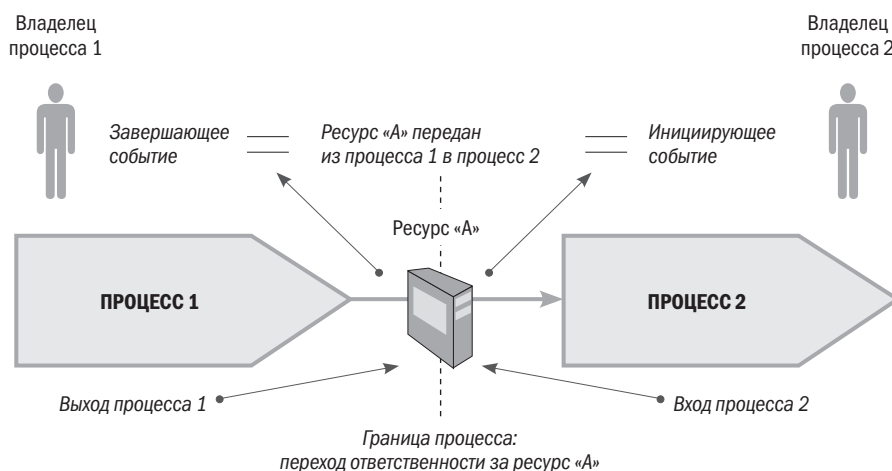 Владелец
процесса 1
Владелец
процесса 2
Завершающее
событие
Ресурс «А» передан
из процесса 1 в процесс 2
Инициирующее
событие
Ресурс «А»
ПРОЦЕСС 1
ПРОЦЕСС 2
Выход процесса 1
Вход процесса 2
Граница процесса:
переход ответственности за ресурс «А»